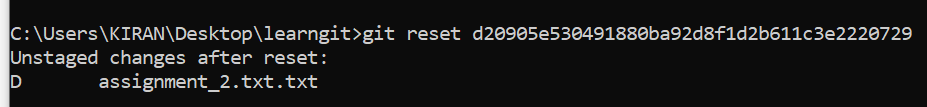 C:\Users\KIRAN\Desktop\learngit>git reset d20905e530491880ba92d8f1d2b611c3e2220729
Unstaged changes after reset:
D       assignment_2.txt.txt